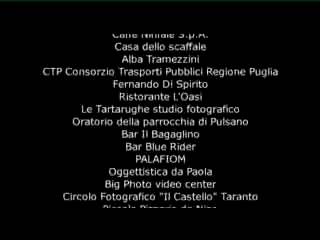 Caffè Ninfale S.p.A.
Casa dello scaffale
Alba Tramezzini
CTP Consorzio Trasporti Pubblici Regione Puglia
Fernando Di Spirito
Ristorante L'Oasi
Le Tartarughe studio fotografico
Oratorio della parrocchia di Pulsano
Bar Il Bagaglino
Bar Blue Rider
PALAFIOM
Oggettistica da Paola
Big Photo video center
Circolo Fotografico "Il Castello" Taranto